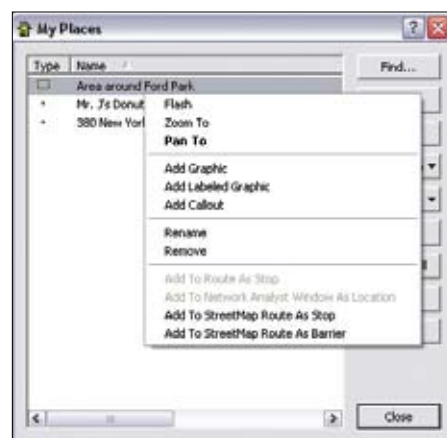 My Places
Type Name
Find...
Area around Ford Park
Mr. J's Donut
380 New York
Flash
Zoom To
Pan To
Add Graphic
Add Labeled Graphic
Add Callout
Rename
Remove
Add To Route As Stop
Add To Network Analyst Window As Location
Add To StreetMap Route As Stop
Add To StreetMap Route As Barrier
Close